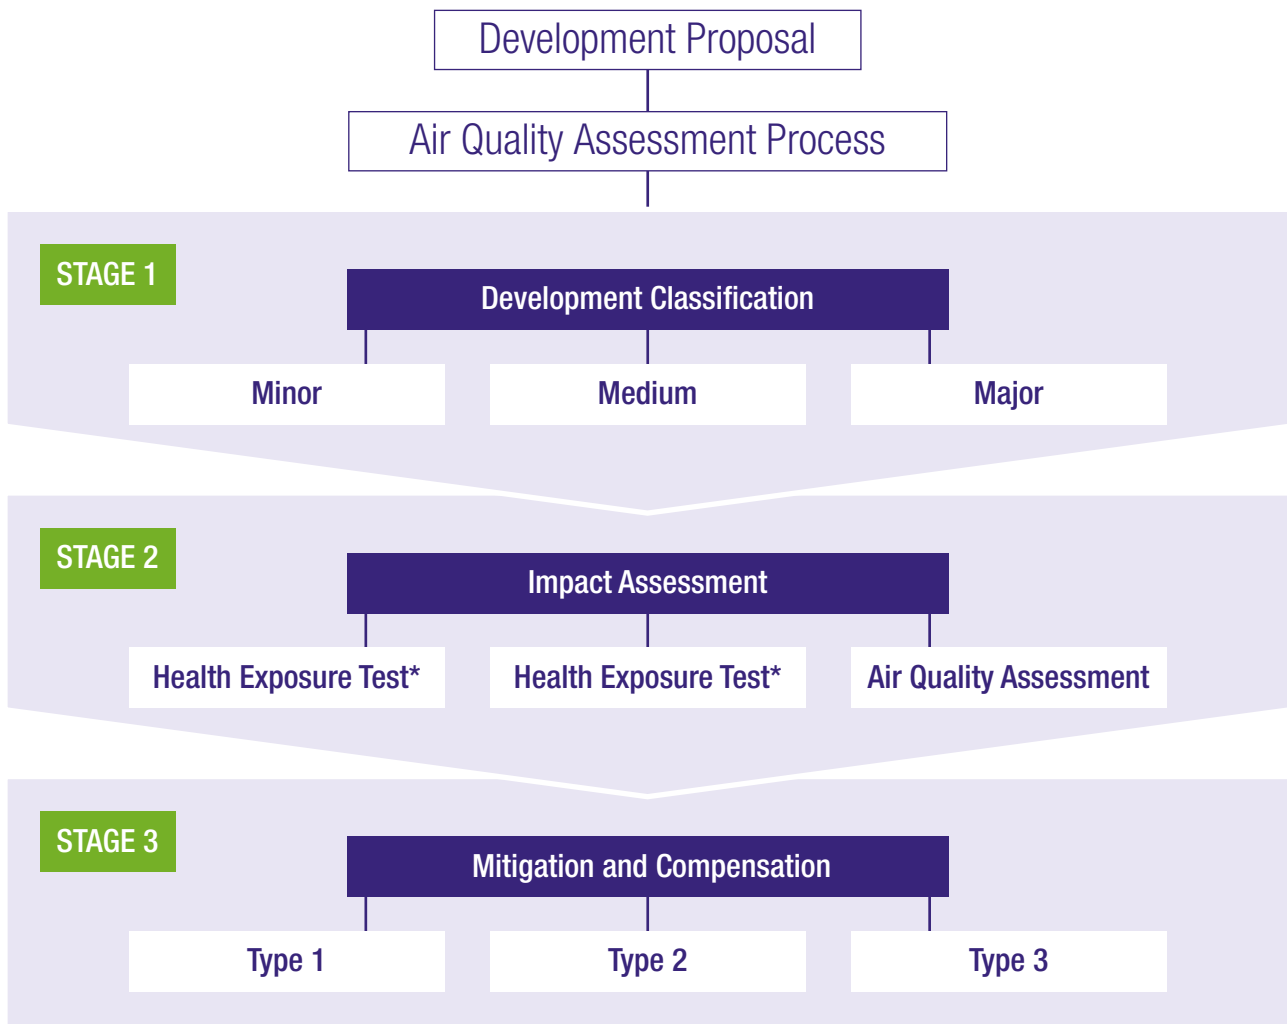 Development Proposal
Air Quality Assessment Process
STAGE 1
Development Classification
Minor
Medium
Major
STAGE 2
Impact Assessment
Health Exposure Test*
Health Exposure Test*
Air Quality Assessment
STAGE 3
Mitigation and Compensation
Type 1
Type 2
Type 3